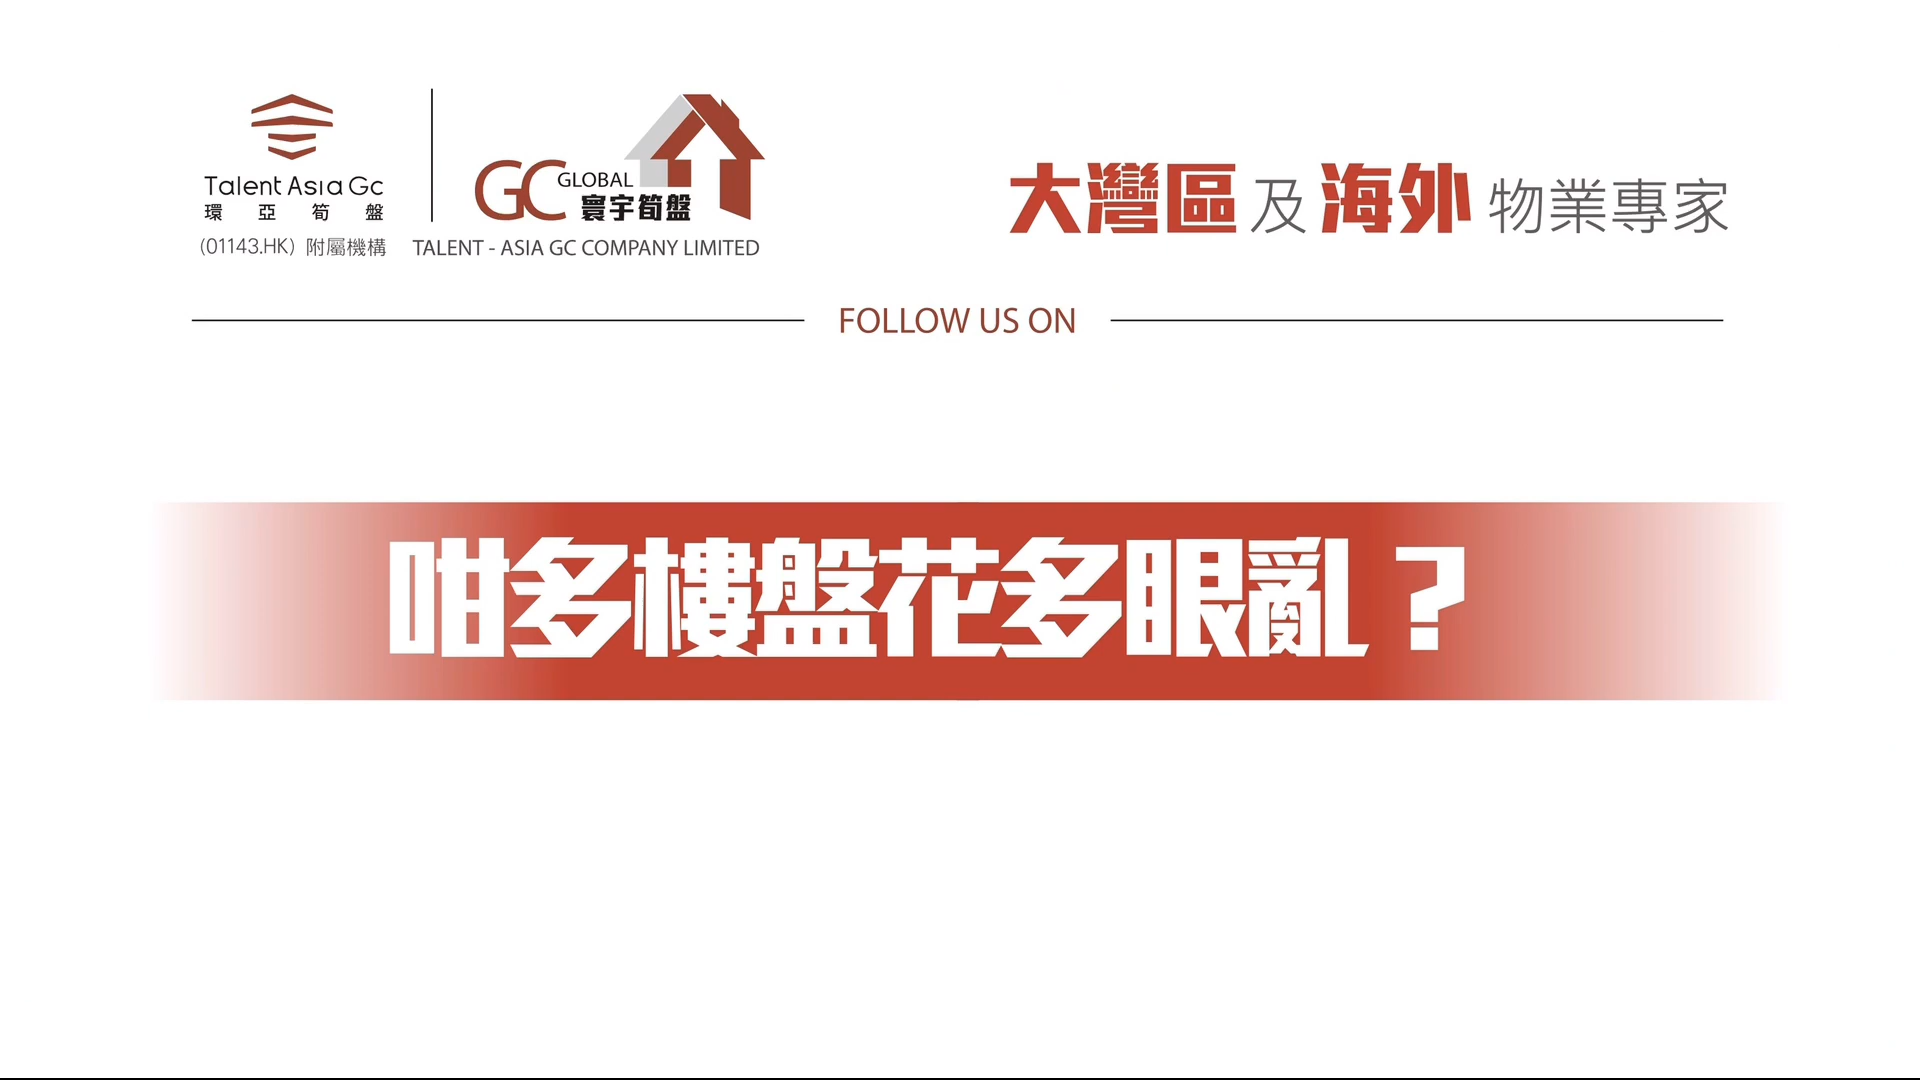 Talent Asia Gc
環亞筍盤
(01143.HK) 附屬機構
GC GLOBAL
寰宇筍盤
TALENT - ASIA GC COMPANY LIMITED
大灣區及海外物業專家
FOLLOW US ON
咁多樓盤花多眼亂？